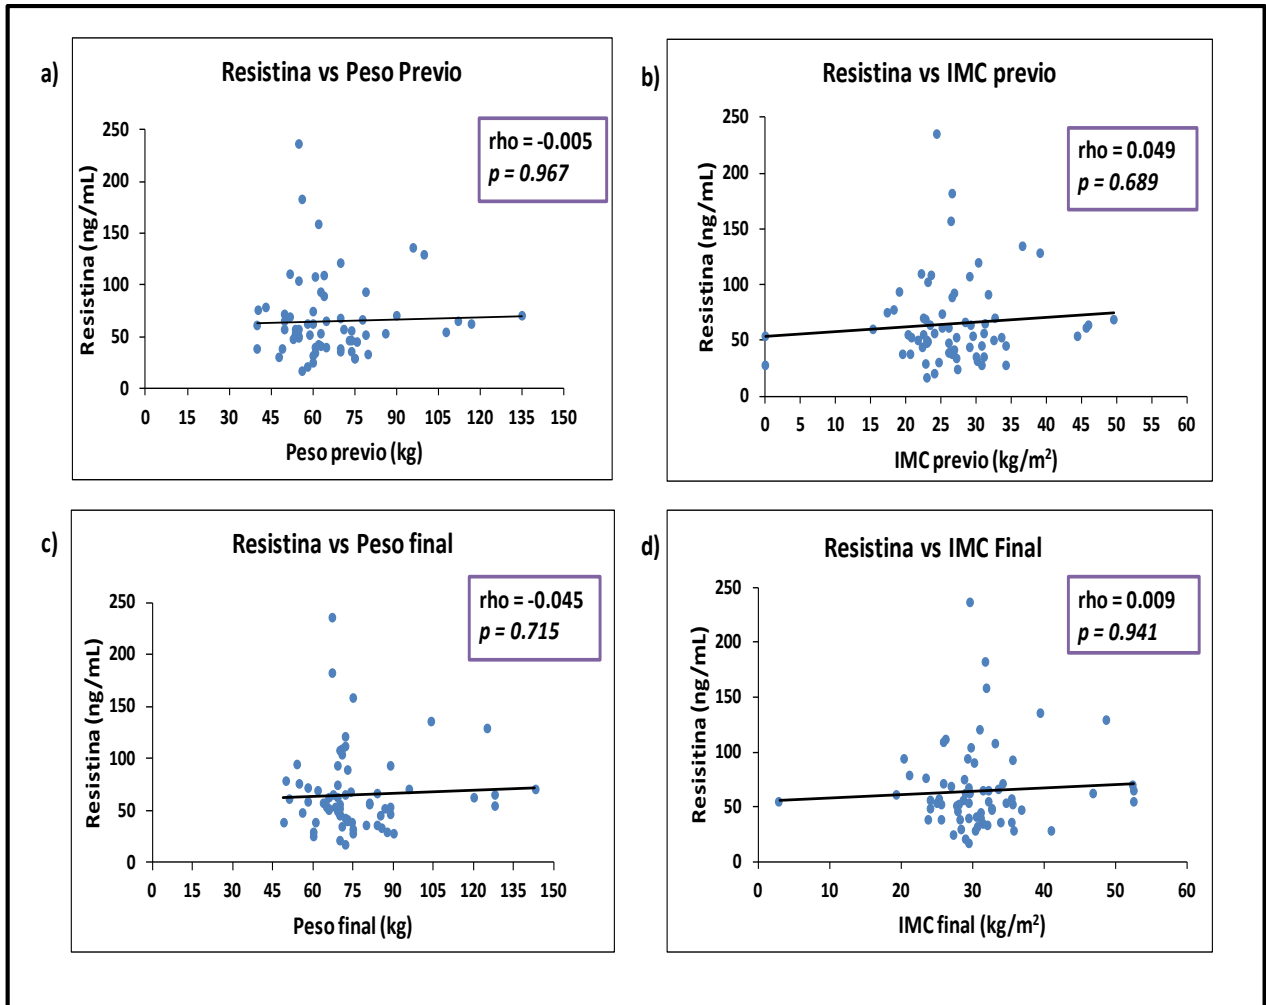 a)
Resistina vs Peso Previo
rho = -0.005
p = 0.967
Resistina (ng/mL)
250
200
150
100
50
0
0 15 30 45 60 75 90 105 120 135 150
Peso previo (kg)
b)
Resistina vs IMC previo
rho = 0.049
p = 0.689
Resistina (ng/mL)
250
200
150
100
50
0
0 5 10 15 20 25 30 35 40 45 50 55 60
IMC previo (kg/m²)
c)
Resistina vs Peso final
rho = -0.045
p = 0.715
Resistina (ng/mL)
250
200
150
100
50
0
0 15 30 45 60 75 90 105 120 135 150
Peso final (kg)
d)
Resistina vs IMC Final
rho = 0.009
p = 0.941
Resisitina (ng/mL)
250
200
150
100
50
0
0 10 20 30 40 50 60
IMC final (kg/m²)